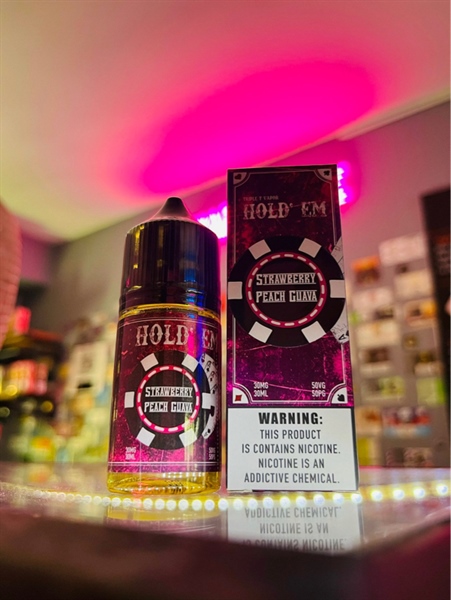 HOLD' EM
STRAWBERRY
PEACH GUAVA
30MG
30ML
HOLD' EM
STRAWBERRY
PEACH GUAVA
30MG
30ML
50VG
50PG
WARNING:
THIS PRODUCT
IS CONTAINS NICOTINE.
NICOTINE IS AN
ADDICTIVE CHEMICAL.